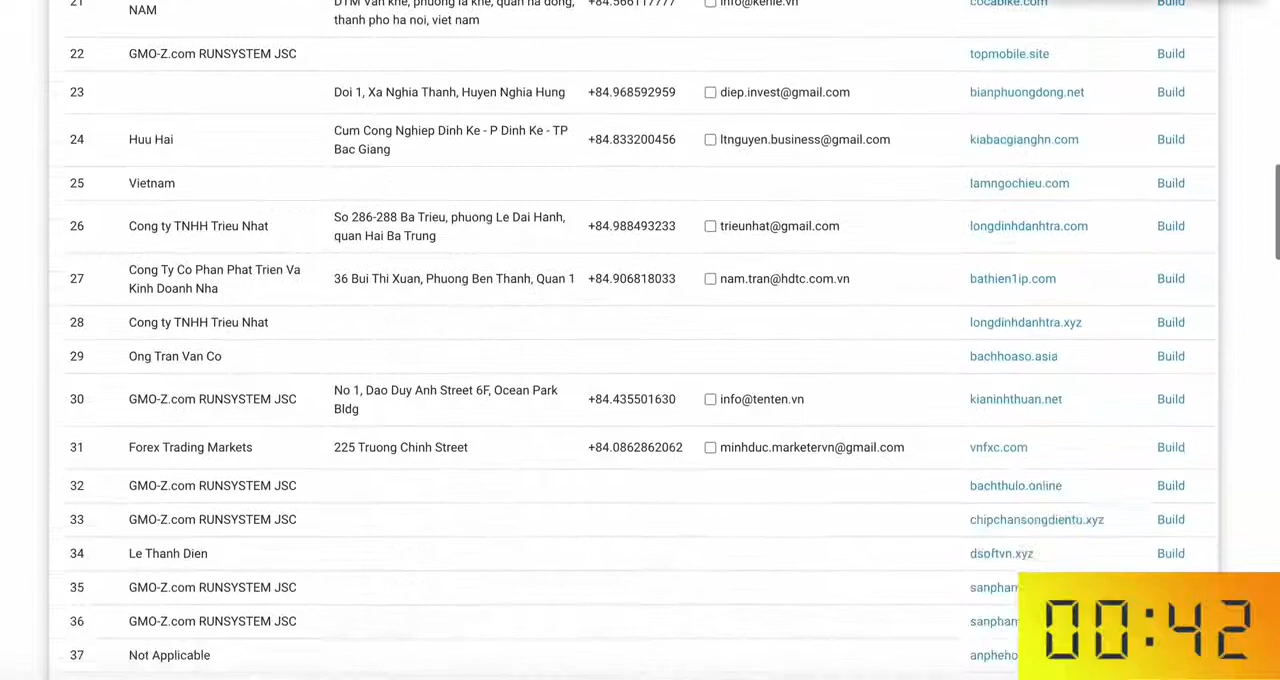 21 DTM Van khe, phuong la khe, quan ha dong, +84.566117777 info@kenle.vn cocabike.com Build
NAM
thanh pho ha noi, viet nam
22 GMO-Z.com RUNSYSTEM JSC topmobile.site Build
23 Doi 1, Xa Nghia Thanh, Huyen Nghia Hung +84.968592959 diep.invest@gmail.com bianphuongdong.net Build
Cum Cong Nghiep Dinh Ke - P Dinh Ke - TP
24 Huu Hai +84.833200456 ltnguyen.business@gmail.com kiabacgianghn.com Build
Bac Giang
25 Vietnam lamngochieu.com Build
So 286-288 Ba Trieu, phuong Le Dai Hanh,
26 Cong ty TNHH Trieu Nhat +84.988493233 trieunhat@gmail.com longdinhdanhtra.com Build
quan Hai Ba Trung
Cong Ty Co Phan Phat Trien Va
27 36 Bui Thi Xuan, Phuong Ben Thanh, Quan 1 +84.906818033 nam.tran@hdtc.com.vn bathien1ip.com Build
Kinh Doanh Nha
28 Cong ty TNHH Trieu Nhat longdinhdanhtra.xyz Build
29 Ong Tran Van Co bachhoaso.asia Build
No 1, Dao Duy Anh Street 6F, Ocean Park
30 GMO-Z.com RUNSYSTEM JSC +84.435501630 info@tenten.vn kianinhthuan.net Build
Bldg
31 Forex Trading Markets 225 Truong Chinh Street +84.0862862062 minhduc.marketervn@gmail.com vnfxc.com Build
32 GMO-Z.com RUNSYSTEM JSC bachthulo.online Build
33 GMO-Z.com RUNSYSTEM JSC chipchansongdientu.xyz Build
34 Le Thanh Dien dsoftvn.xyz Build
35 GMO-Z.com RUNSYSTEM JSC sanpham
36 GMO-Z.com RUNSYSTEM JSC sanpham
37 Not Applicable anpheho
00:42